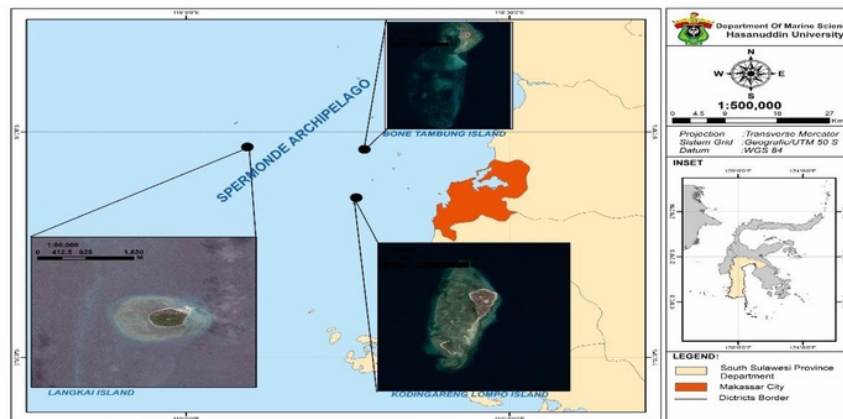 SPERMONDE ARCHIPELAGO
BONE TAMBUNG ISLAND
1:50,000
0 412.5 825 1,650
M
LANGKAI ISLAND
KODINGARENG LOMPO ISLAND
Department Of Marine Scien
Hasanuddin University
N
W E
S
1:500,000
0 4.5 9 18 27
Projection :Transverse Mercator
Sistem Grid :Geografic/UTM 50 S
Datum :WGS 84
INSET
LEGEND:
South Sulawesi Province
Department
Makassar City
Dictricts Border